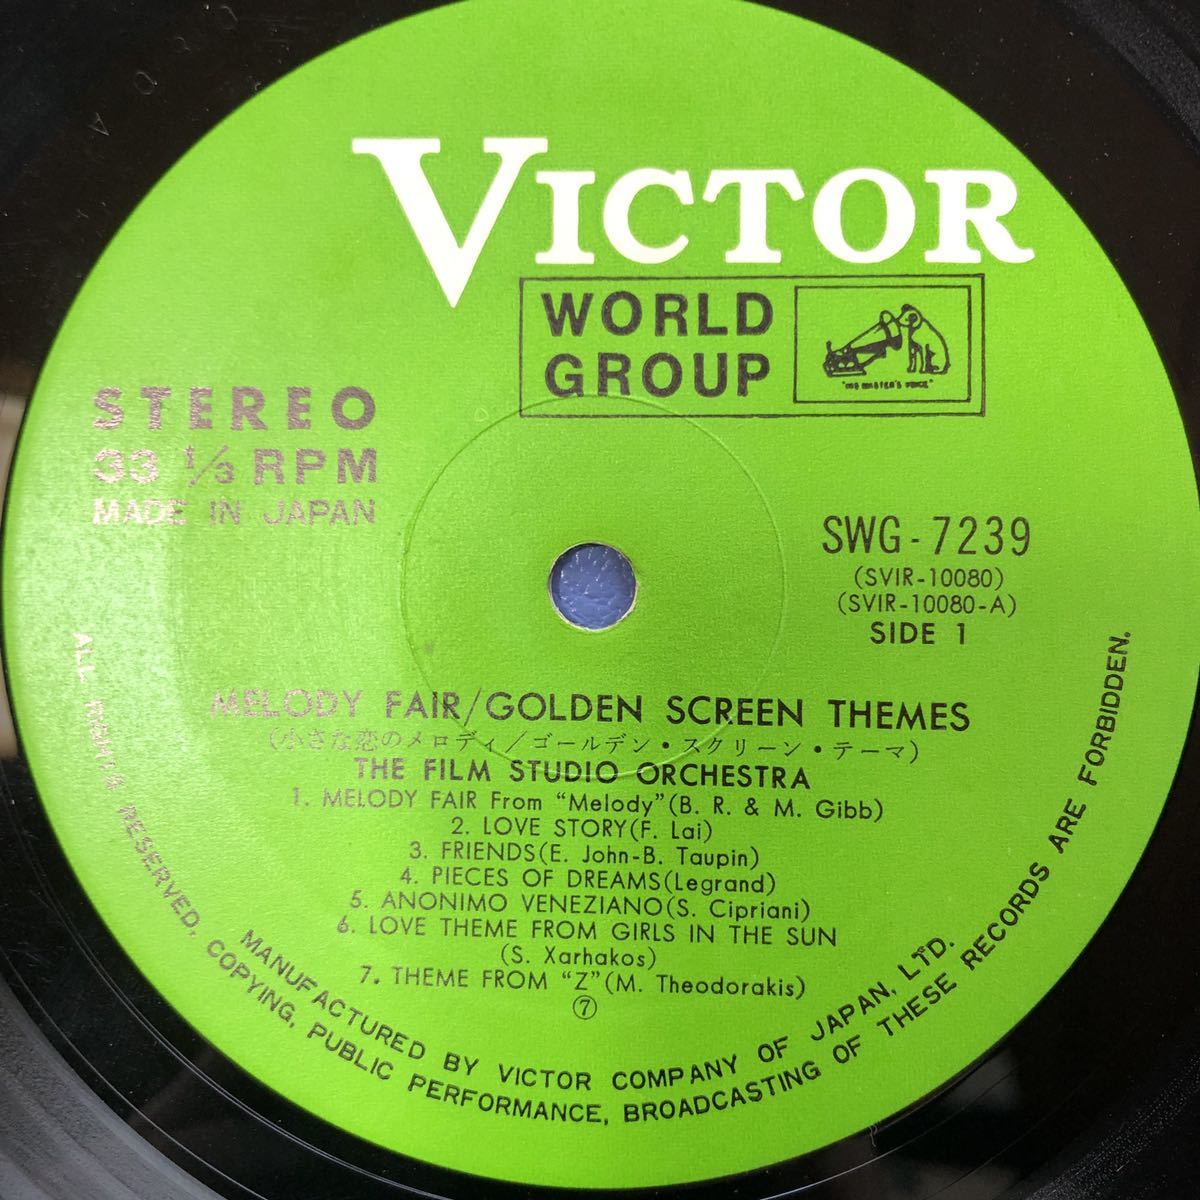 VICTOR
WORLD
GROUP
"HIS MASTER'S VOICE"
STEREO
33 1/3 RPM
MADE IN JAPAN
SWG-7239
(SVIR-10080)
(SVIR-10080-A)
SIDE 1
MELODY FAIR/GOLDEN SCREEN THEMES
(小さな恋のメロディ/ゴールデン・スクリーン・テーマ)
THE FILM STUDIO ORCHESTRA
1. MELODY FAIR From "Melody"(B. R. & M. Gibb)
2. LOVE STORY(F. Lai)
3. FRIENDS(E. John-B. Taupin)
4. PIECES OF DREAMS(Legrand)
5. ANONIMO VENEZIANO(S. Cipriani)
6. LOVE THEME FROM GIRLS IN THE SUN
(S. Xarhakos)
7. THEME FROM "Z"(M. Theodorakis)
⑦
MANUFACTURED BY VICTOR COMPANY OF JAPAN, LTD.
ALL RIGHTS RESERVED, COPYING, PUBLIC PERFORMANCE, BROADCASTING OF THESE RECORDS ARE FORBIDDEN.